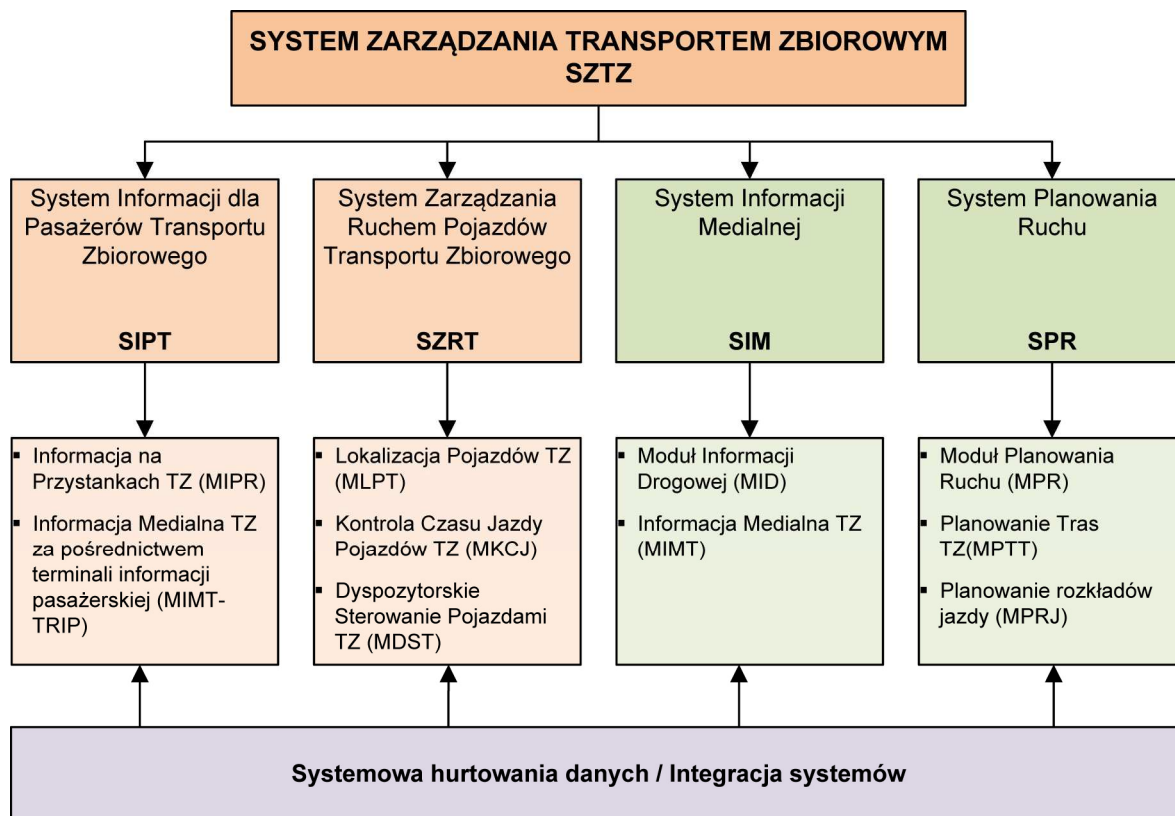 SYSTEM ZARZĄDZANIA TRANSPORTEM ZBIOROWYM
SZTZ
System Informacji dla
Pasażerów Transportu
Zbiorowego
SIPT
System Zarządzania
Ruchem Pojazdów
Transportu Zbiorowego
SZRT
System Informacji
Medialnej
SIM
System Planowania
Ruchu
SPR
▪ Informacja na
Przystankach TZ (MIPR)
▪ Informacja Medialna TZ
za pośrednictwem
terminali informacji
pasażerskiej (MIMT-
TRIP)
▪ Lokalizacja Pojazdów TZ
(MLPT)
▪ Kontrola Czasu Jazdy
Pojazdów TZ (MKCJ)
▪ Dyspozytorskie
Sterowanie Pojazdami
TZ (MDST)
▪ Moduł Informacji
Drogowej (MID)
▪ Informacja Medialna TZ
(MIMT)
▪ Moduł Planowania
Ruchu (MPR)
▪ Planowanie Tras
TZ(MPTT)
▪ Planowanie rozkładów
jazdy (MPRJ)
Systemowa hurtowania danych / Integracja systemów